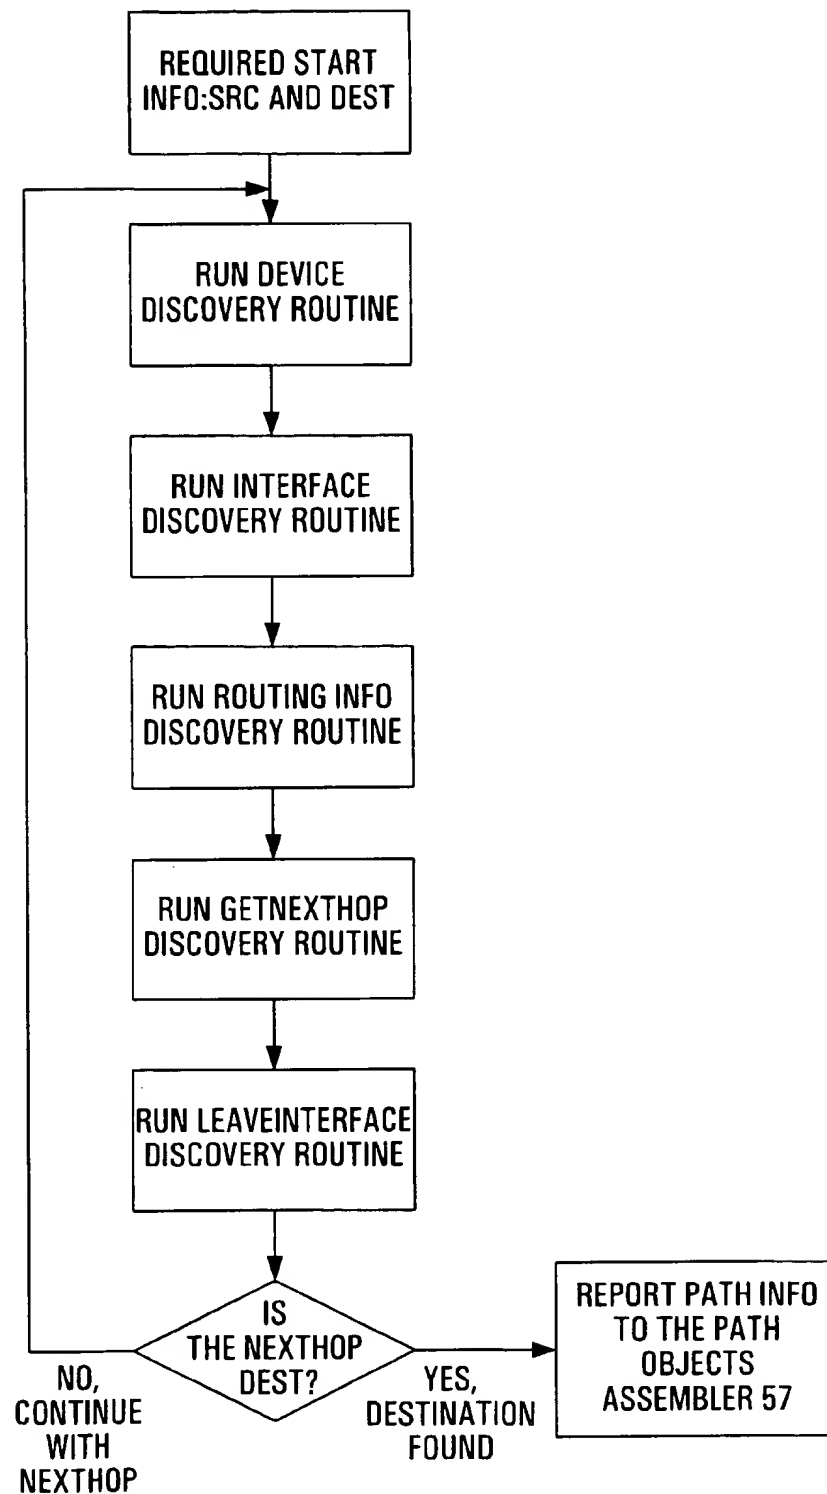 REQUIRED START
INFO:SRC AND DEST
RUN DEVICE
DISCOVERY ROUTINE
RUN INTERFACE
DISCOVERY ROUTINE
RUN ROUTING INFO
DISCOVERY ROUTINE
RUN GETNEXTHOP
DISCOVERY ROUTINE
RUN LEAVEINTERFACE
DISCOVERY ROUTINE
IS
THE NEXTHOP
DEST?
NO,
CONTINUE
WITH
NEXTHOP
YES,
DESTINATION
FOUND
REPORT PATH INFO
TO THE PATH
OBJECTS
ASSEMBLER 57